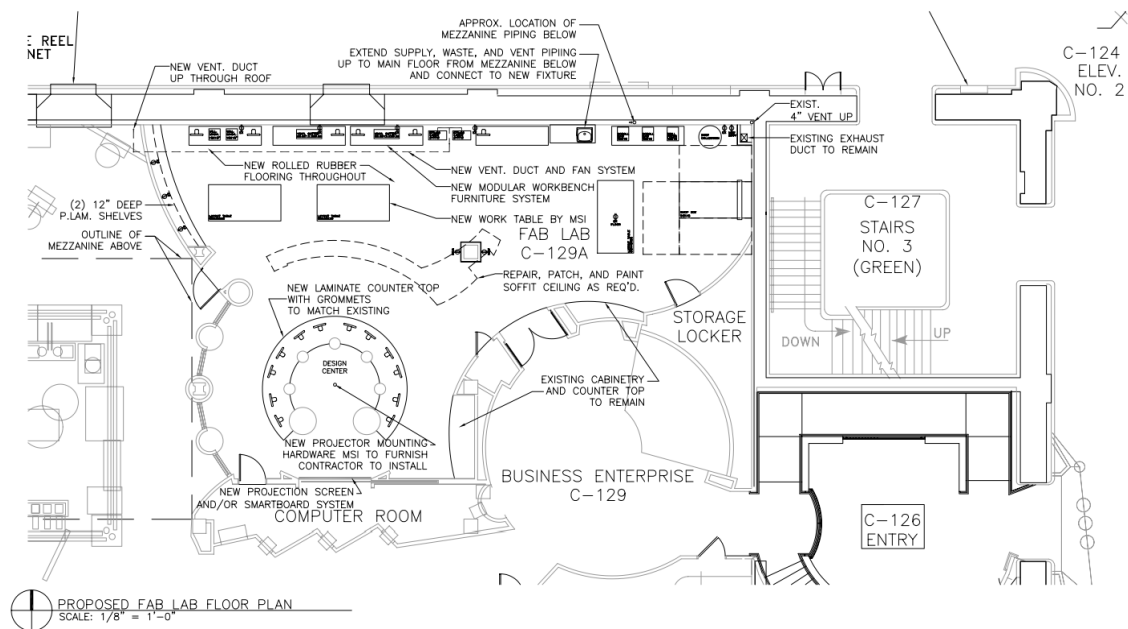 E REEL
NET
NEW VENT. DUCT
UP THROUGH ROOF
APPROX. LOCATION OF
MEZZANINE PIPING BELOW
EXTEND SUPPLY, WASTE, AND VENT PIPIING
UP TO MAIN FLOOR FROM MEZZANINE BELOW
AND CONNECT TO NEW FIXTURE
C-124
ELEV.
NO. 2
EXIST.
4" VENT UP
EXISTING EXHAUST
DUCT TO REMAIN
NEW ROLLED RUBBER
FLOORING THROUGHOUT
NEW VENT. DUCT AND FAN SYSTEM
NEW MODULAR WORKBENCH
FURNITURE SYSTEM
(2) 12" DEEP
P.LAM. SHELVES
NEW WORK TABLE BY MSI
FAB LAB
C-129A
C-127
STAIRS
NO. 3
(GREEN)
OUTLINE OF
MEZZANINE ABOVE
REPAIR, PATCH, AND PAINT
SOFFIT CEILING AS REQ'D.
NEW LAMINATE COUNTER TOP
WITH GROMMETS
TO MATCH EXISTING
STORAGE
LOCKER
DOWN
UP
DESIGN
CENTER
EXISTING CABINETRY
AND COUNTER TOP
TO REMAIN
NEW PROJECTOR MOUNTING
HARDWARE MSI TO FURNISH
CONTRACTOR TO INSTALL
BUSINESS ENTERPRISE
C-129
NEW PROJECTION SCREEN
AND/OR SMARTBOARD SYSTEM
COMPUTER ROOM
C-126
ENTRY
PROPOSED FAB LAB FLOOR PLAN
SCALE: 1/8" = 1'-0"